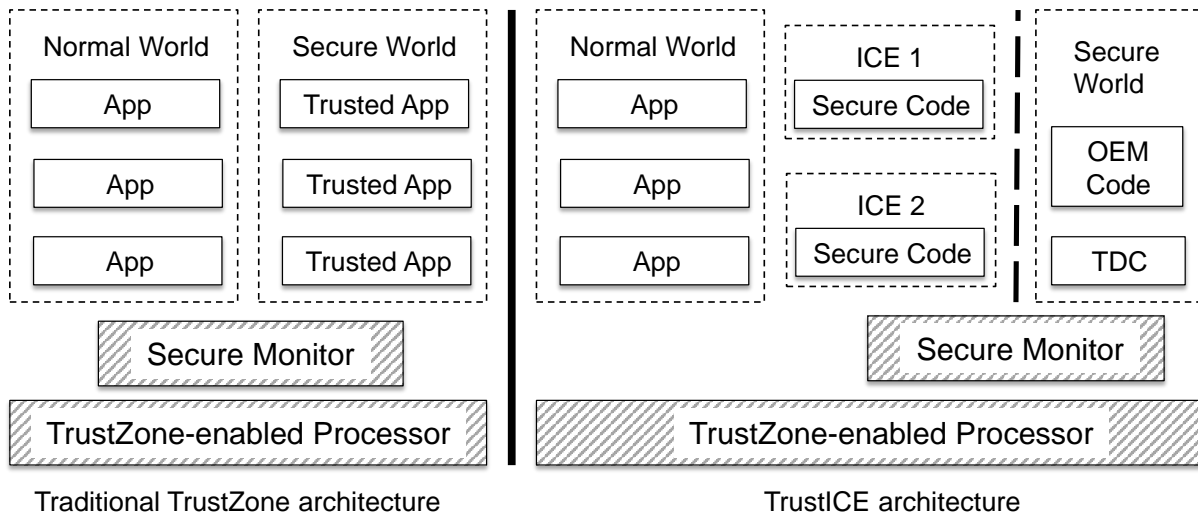 Normal World
App
App
App
Secure World
Trusted App
Trusted App
Trusted App
Secure Monitor
TrustZone-enabled Processor
Traditional TrustZone architecture
Normal World
App
App
App
ICE 1
Secure Code
ICE 2
Secure Code
Secure
World
OEM
Code
TDC
Secure Monitor
TrustZone-enabled Processor
TrustICE architecture